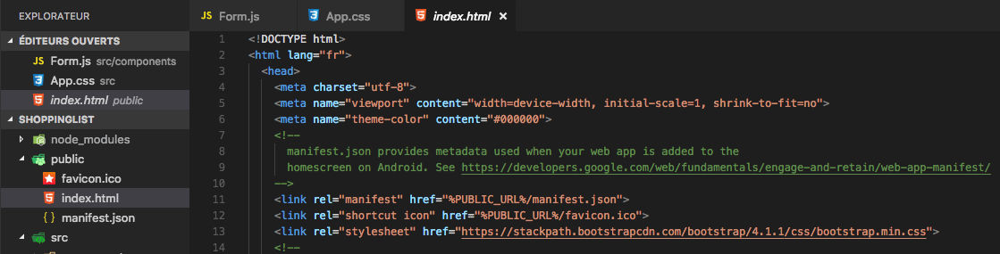 EXPLORATEUR
ÉDITEURS OUVERTS
JS Form.js src/components
App.css src/components
index.html public
SHOPPINGLIST
node_modules
public
favicon.ico
index.html
{ } manifest.json
src
JS Form.js
App.css
index.html ×
1 <!DOCTYPE html>
2 <html lang="fr">
3 <head>
4 <meta charset="utf-8">
5 <meta name="viewport" content="width=device-width, initial-scale=1, shrink-to-fit=no">
6 <meta name="theme-color" content="#000000">
7 <!--
8 manifest.json provides metadata used when your web app is added to the
9 homescreen on Android. See https://developers.google.com/web/fundamentals/engage-and-retain/web-app-manifest/
10 -->
11 <link rel="manifest" href="%PUBLIC_URL%/manifest.json">
12 <link rel="shortcut icon" href="%PUBLIC_URL%/favicon.ico">
13 <link rel="stylesheet" href="https://stackpath.bootstrapcdn.com/bootstrap/4.1.1/css/bootstrap.min.css">
14 <!--